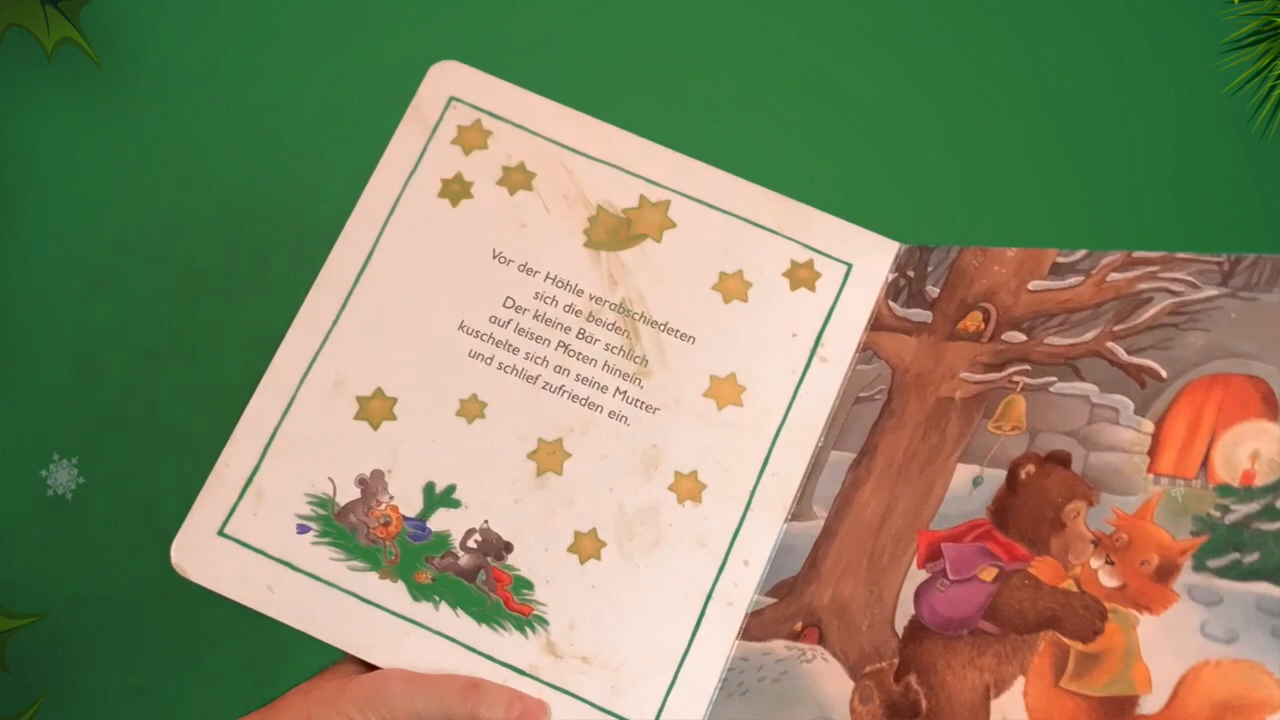 Vor der Höhle verabschiedeten
sich die beiden.
Der kleine Bär schlich
auf leisen Pfoten hinein,
kuschelte sich an seine Mutter
und schlief zufrieden ein.